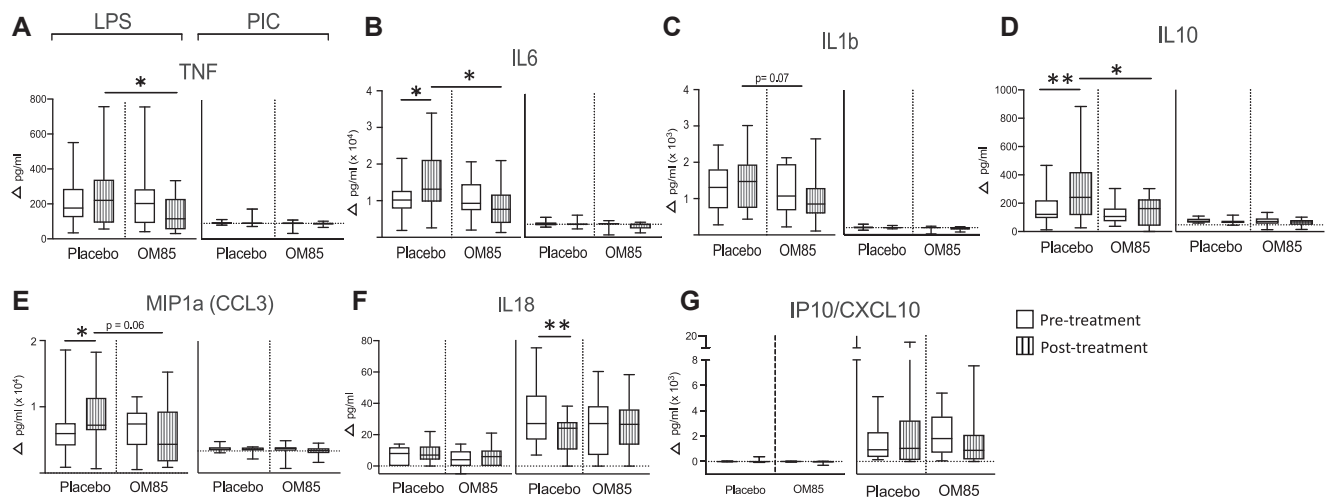 A LPS PIC
TNF
*
Δ pg/ml
800
600
400
200
0
Placebo OM85 Placebo OM85
B IL6
* *
Δ pg/ml (x 10⁴)
4
3
2
1
0
Placebo OM85 Placebo OM85
C IL1b
p= 0.07
Δ pg/ml (x 10³)
4
3
2
1
0
Placebo OM85 Placebo OM85
D IL10
** *
Δ pg/ml
1000
800
600
400
200
0
Placebo OM85 Placebo OM85
E MIP1a (CCL3)
* p = 0.06
Δ pg/ml (x 10⁴)
2
1
0
Placebo OM85 Placebo OM85
F IL18
**
Δ pg/ml
80
60
40
20
0
Placebo OM85 Placebo OM85
G IP10/CXCL10
Δ pg/ml (x 10³)
20
8
6
4
2
0
Placebo OM85 Placebo OM85
Pre-treatment
Post-treatment